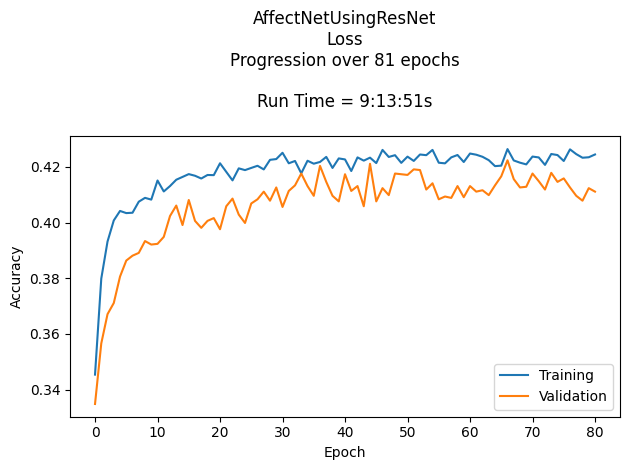 AffectNetUsingResNet
Loss
Progression over 81 epochs
Run Time = 9:13:51s
0.42
0.40
0.38
0.36
0.34
Accuracy
0 10 20 30 40 50 60 70 80
Epoch
Training
Validation